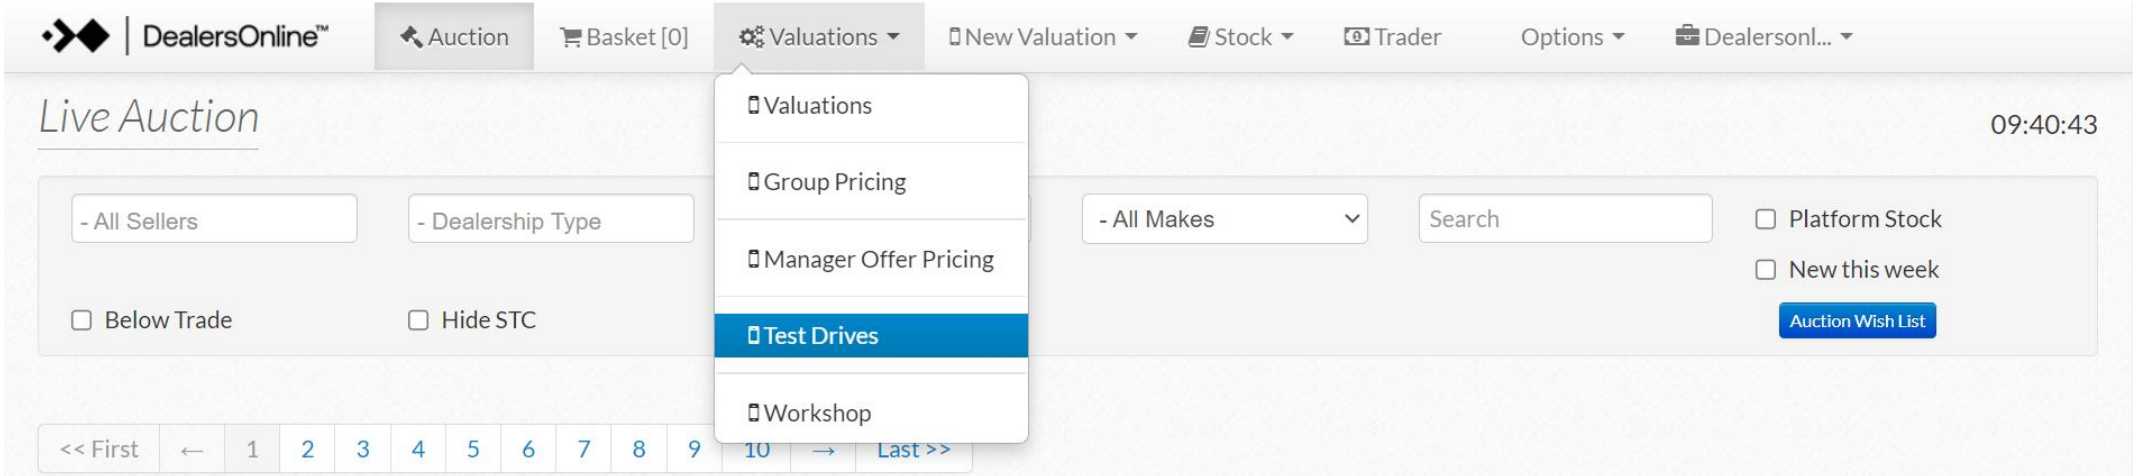 DealersOnline™
Auction
Basket [0]
Valuations
New Valuation
Stock
Trader
Options
Dealersonl...
Live Auction
09:40:43
Valuations
Group Pricing
Manager Offer Pricing
Test Drives
Workshop
- All Sellers
- Dealership Type
- All Makes
Search
Platform Stock
New this week
Below Trade
Hide STC
Auction Wish List
<< First ← 1 2 3 4 5 6 7 8 9 10 → Last >>